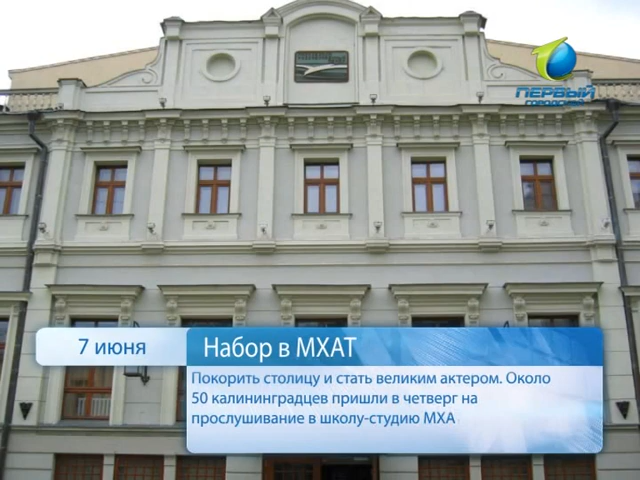 ПЕРВЫЙ
ГОРОДСКОЙ
7 июня
Набор в МХАТ
Покорить столицу и стать великим актером. Около
50 калининградцев пришли в четверг на
прослушивание в школу-студию МХА